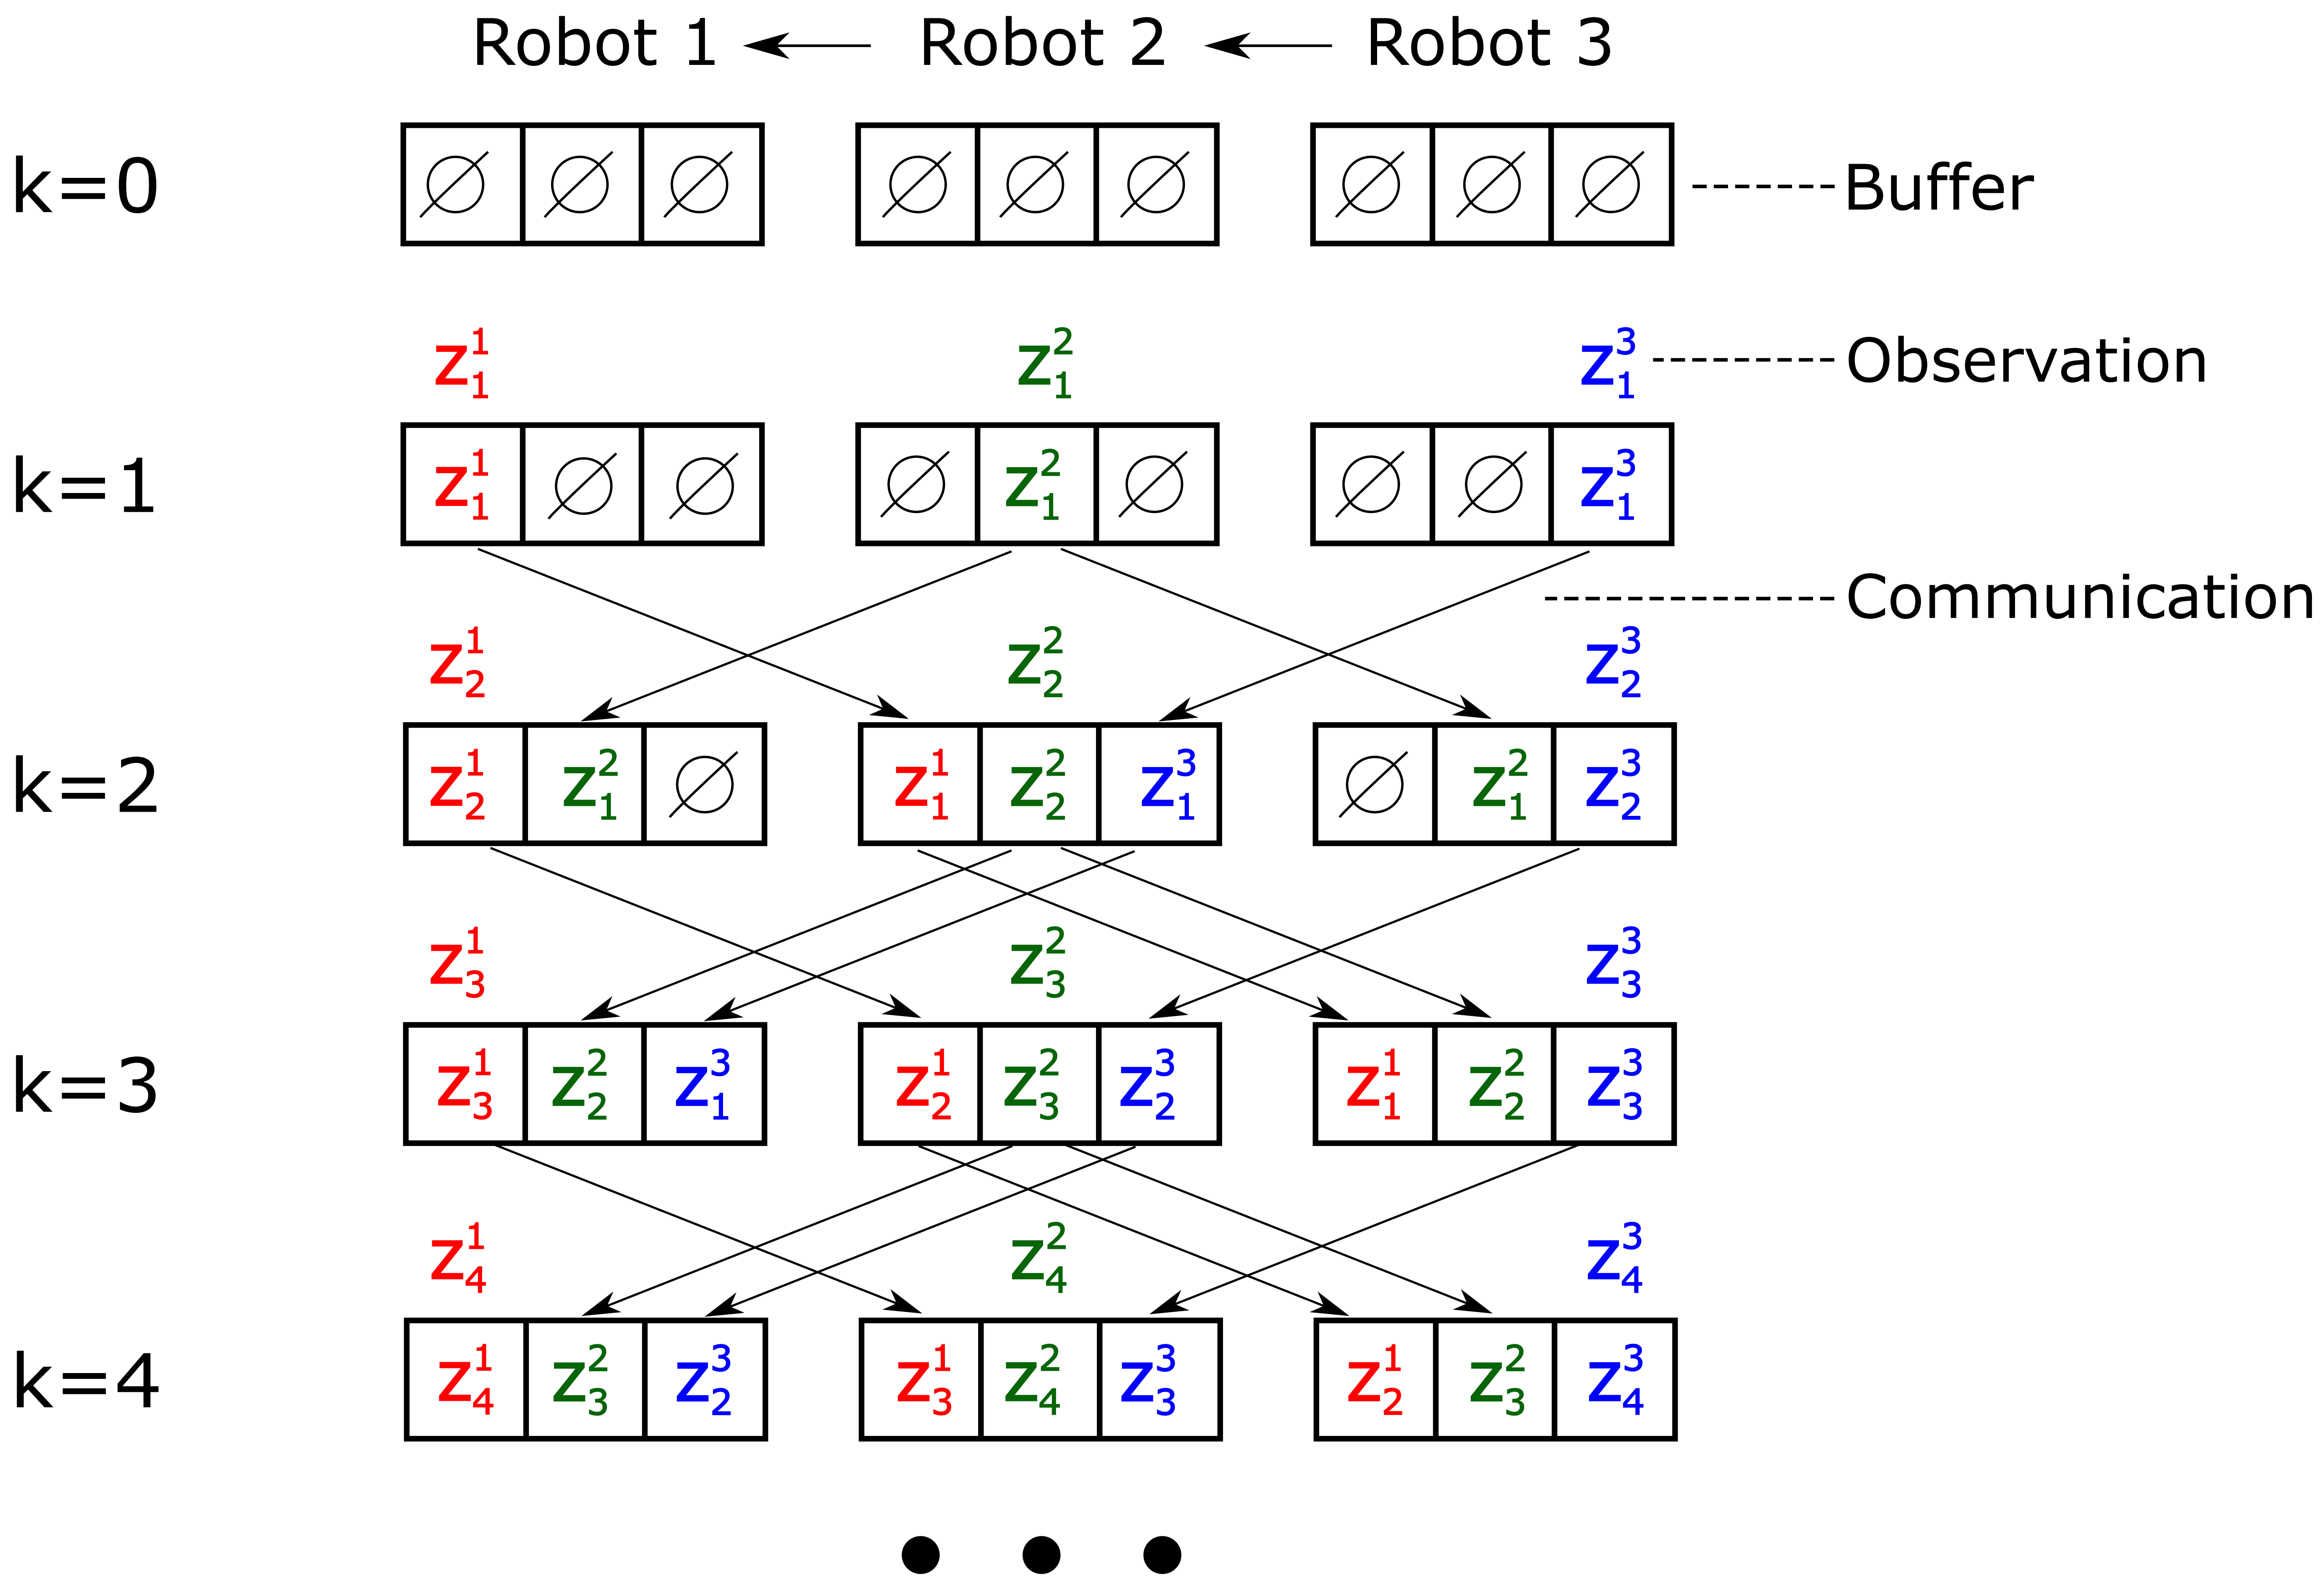 Robot 1 Robot 2 Robot 3
k=0 ∅ ∅ ∅ ∅ ∅ ∅ ∅ ∅ ∅ Buffer
z₁¹ z₁² z₁³ Observation
k=1 z₁¹ ∅ ∅ ∅ z₁² ∅ ∅ ∅ z₁³
Communication
z₂¹ z₂² z₂³
k=2 z₂¹ z₁² ∅ z₁¹ z₂² z₁³ ∅ z₁² z₂³
z₃¹ z₃² z₃³
k=3 z₃¹ z₂² z₁³ z₂¹ z₃² z₂³ z₁¹ z₂² z₃³
z₄¹ z₄² z₄³
k=4 z₄¹ z₃² z₂³ z₃¹ z₄² z₃³ z₂¹ z₃² z₄³